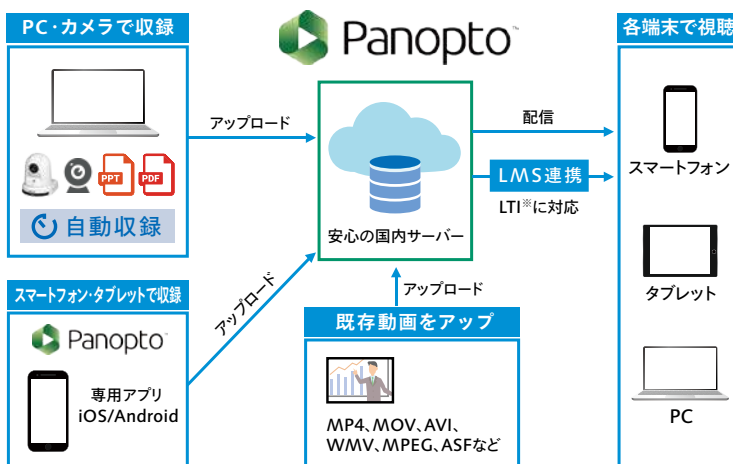 PC・カメラで収録
Panopto™
各端末で視聴
アップロード
配信
PPT
PDF
自動収録
安心の国内サーバー
LMS連携
LTI※に対応
スマートフォン
スマートフォン・タブレットで収録
Panopto™
専用アプリ
iOS/Android
アップロード
アップロード
既存動画をアップ
MP4、MOV、AVI、
WMV、MPEG、ASFなど
タブレット
PC